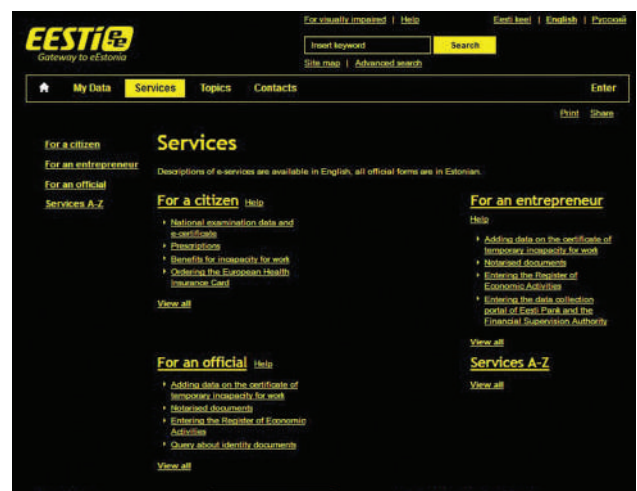 For visually impaired | Help Eesti keel | English | Русский
EESTI.ee
Gateway to eEstonia
Insert keyword Search
Site map | Advanced search
My Data Services Topics Contacts Enter
Print Share
For a citizen
For an entrepreneur
For an official
Services A-Z
Services
Descriptions of e-services are available in English, all official forms are in Estonian.
For a citizen Help
National examination data and
e-certificate
Prescriptions
Benefits for incapacity for work
Ordering the European Health
Insurance Card
View all
For an entrepreneur
Help
Adding data on the certificate of
temporary incapacity for work
Notarised documents
Entering the Register of
Economic Activities
Entering the data collection
portal of Eesti Pank and the
Financial Supervision Authority
View all
For an official Help
Adding data on the certificate of
temporary incapacity for work
Notarised documents
Entering the Register of Economic
Activities
Query about identity documents
View all
Services A-Z
View all